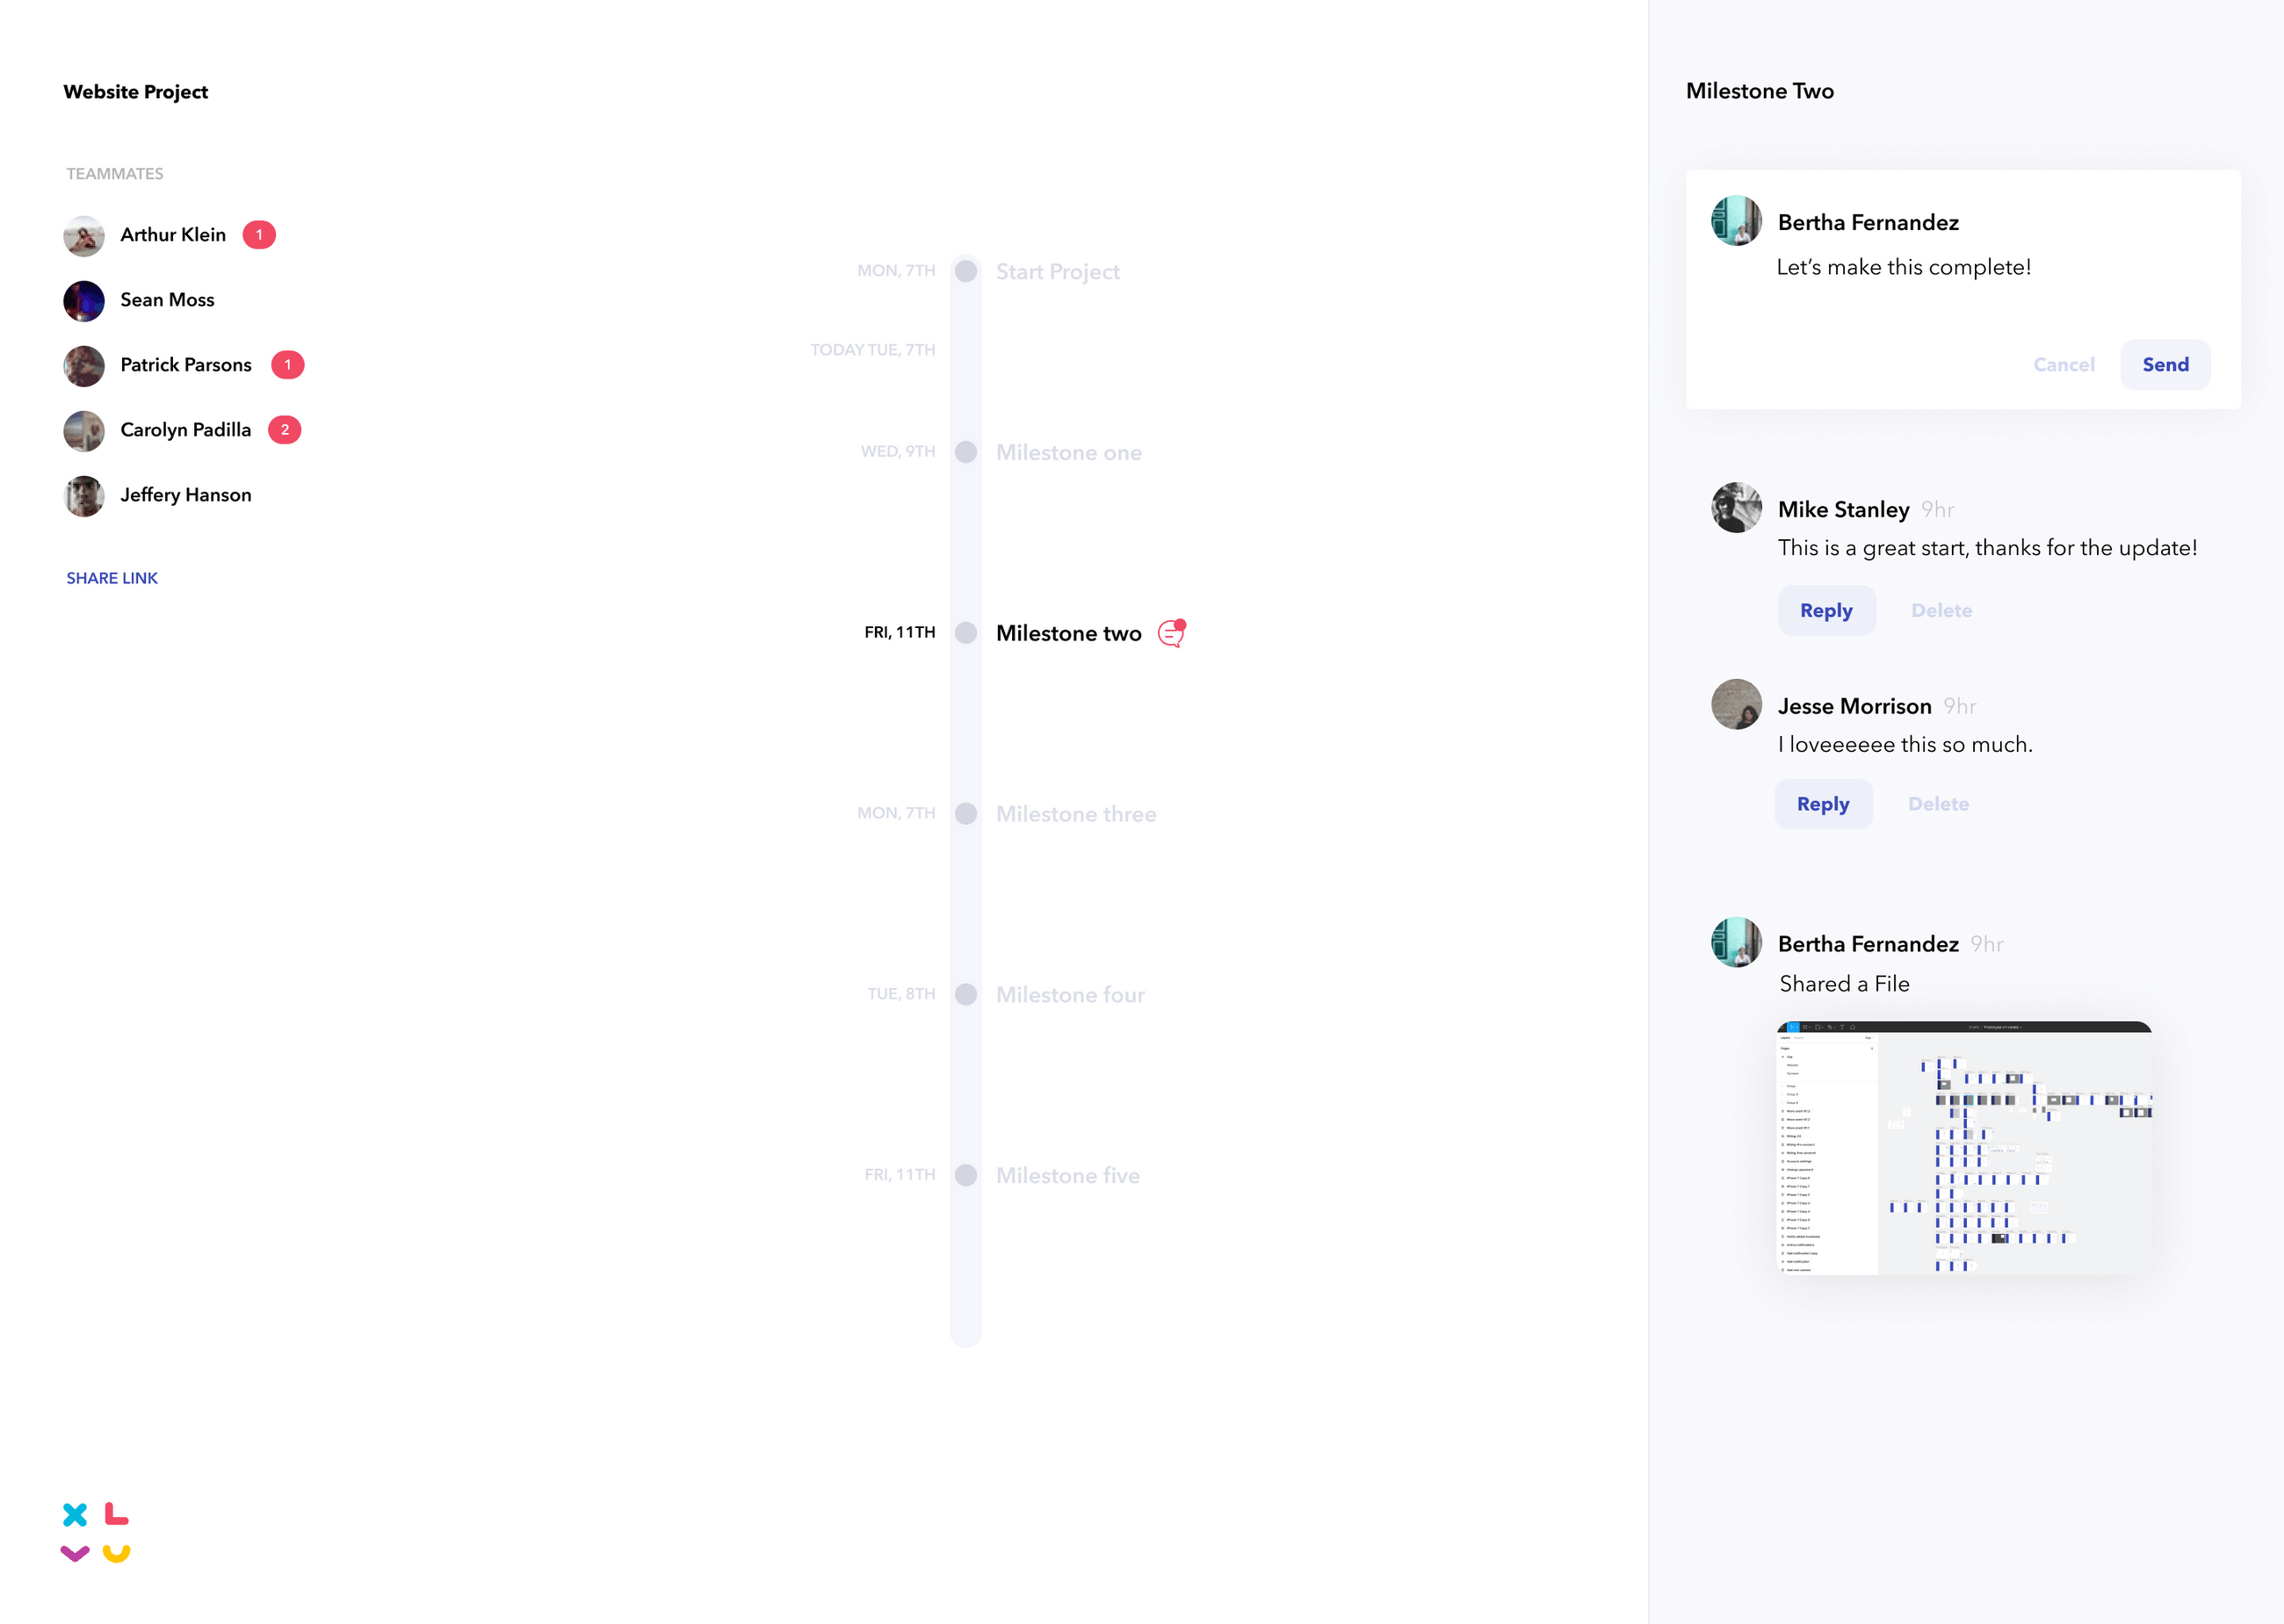 Website Project
TEAMMATES
Arthur Klein 1
Sean Moss
Patrick Parsons 1
Carolyn Padilla 2
Jeffery Hanson
SHARE LINK
MON, 7TH Start Project
TODAY TUE, 7TH
WED, 9TH Milestone one
FRI, 11TH Milestone two
MON, 7TH Milestone three
TUE, 8TH Milestone four
FRI, 11TH Milestone five
Milestone Two
Bertha Fernandez
Let’s make this complete!
Cancel Send
Mike Stanley 9hr
This is a great start, thanks for the update!
Reply Delete
Jesse Morrison 9hr
I loveeeeee this so much.
Reply Delete
Bertha Fernandez 9hr
Shared a File